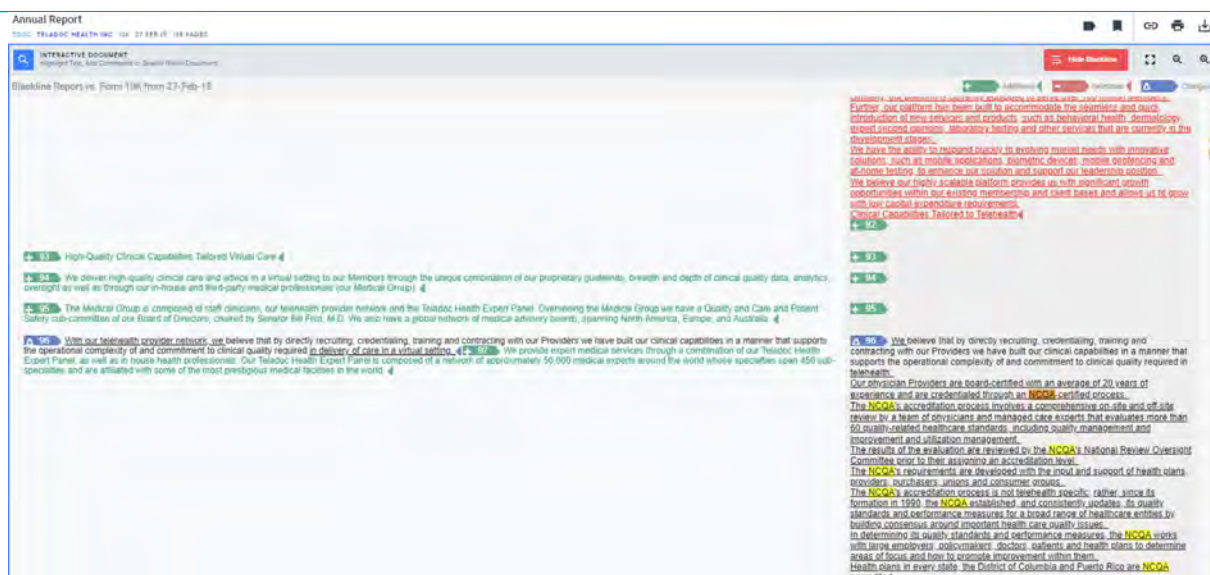 Annual Report
TDOC TELADOC HEALTH INC 10K 27 FEB 19 138 PAGES
INTERACTIVE DOCUMENT
Highlight Text, Add Comments or Search Within Document
Hide Blackline
Blackline Report vs. Form 10K from 27-Feb-18
Additions
Deletions
Changes
Further, our platform has been built to accommodate the seamless and quick
introduction of new services and products, such as behavioral health, dermatology,
expert second opinions, laboratory testing and other services that are currently in the
development stages.
We have the ability to respond quickly to evolving market needs with innovative
solutions, such as mobile applications, biometric devices, mobile geofencing and
at-home testing, to enhance our solution and support our leadership position.
We believe our highly scalable platform provides us with significant growth
opportunities within our existing membership and client bases and allows us to grow
with low capital expenditure requirements.
Clinical Capabilities Tailored to Telehealth
+ 92
+ 93 High-Quality Clinical Capabilities Tailored Virtual Care
+ 93
+ 94 We deliver high-quality clinical care and advice in a virtual setting to our Members through the unique combination of our proprietary guidelines, breadth and depth of clinical quality data, analytics,
oversight as well as through our in-house and third-party medical professionals (our Medical Group).
+ 94
+ 95 The Medical Group is composed of staff clinicians, our telehealth provider network and the Teladoc Health Expert Panel. Overseeing the Medical Group we have a Quality and Care and Patient
Safety sub-committee of our Board of Directors, chaired by Senator Bill Frist, M.D. We also have a global network of medical advisory boards, spanning North America, Europe, and Australia.
+ 95
96 With our telehealth provider network, we believe that by directly recruiting, credentialing, training and contracting with our Providers we have built our clinical capabilities in a manner that supports
the operational complexity of and commitment to clinical quality required in delivery of care in a virtual setting. + 97 We provide expert medical services through a combination of our Teladoc Health
Expert Panel, as well as in house health professionals. Our Teladoc Health Expert Panel is composed of a network of approximately 50,000 medical experts around the world whose specialties span 450 sub-
specialties and are affiliated with some of the most prestigious medical facilities in the world.
96 We believe that by directly recruiting, credentialing, training and
contracting with our Providers we have built our clinical capabilities in a manner that
supports the operational complexity of and commitment to clinical quality required in
telehealth.
Our physician Providers are board-certified with an average of 20 years of
experience and are credentialed through an NCQA-certified process.
The NCQA's accreditation process involves a comprehensive on-site and off-site
review by a team of physicians and managed care experts that evaluates more than
60 quality-related healthcare standards, including quality management and
improvement and utilization management.
The results of the evaluation are reviewed by the NCQA's National Review Oversight
Committee prior to their assigning an accreditation level.
The NCQA's requirements are developed with the input and support of health plans,
providers, purchasers, unions and consumer groups.
The NCQA's accreditation process is not telehealth specific, rather, since its
formation in 1990, the NCQA established, and consistently updates, its quality
standards and performance measures for a broad range of healthcare entities by
building consensus around important health care quality issues.
In determining its quality standards and performance measures, the NCQA works
with large employers, policymakers, doctors, patients and health plans to determine
areas of focus and how to promote improvement within them.
Health plans in every state, the District of Columbia and Puerto Rico are NCQA